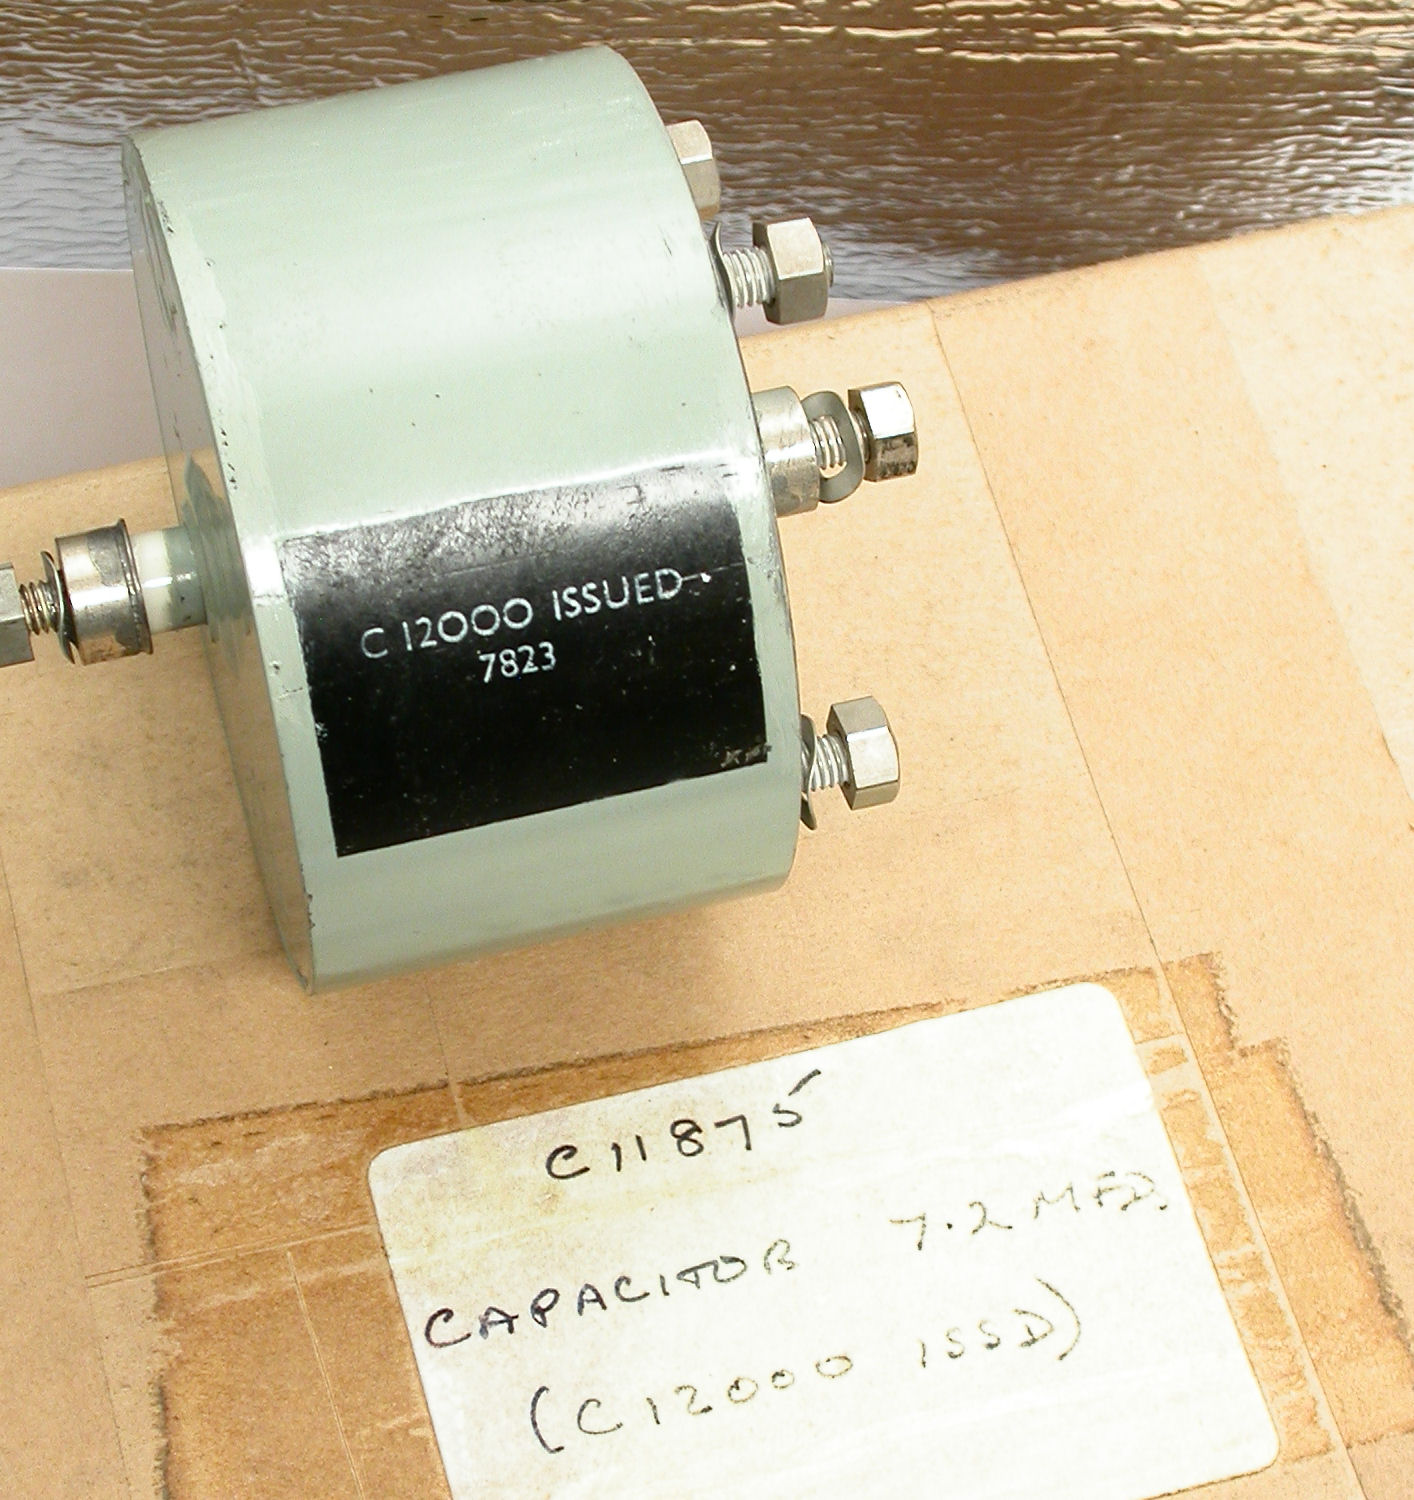 C 12000 ISSUED
7823
C11875
CAPACITOR 7.2 MFD.
(C12000 ISSD)